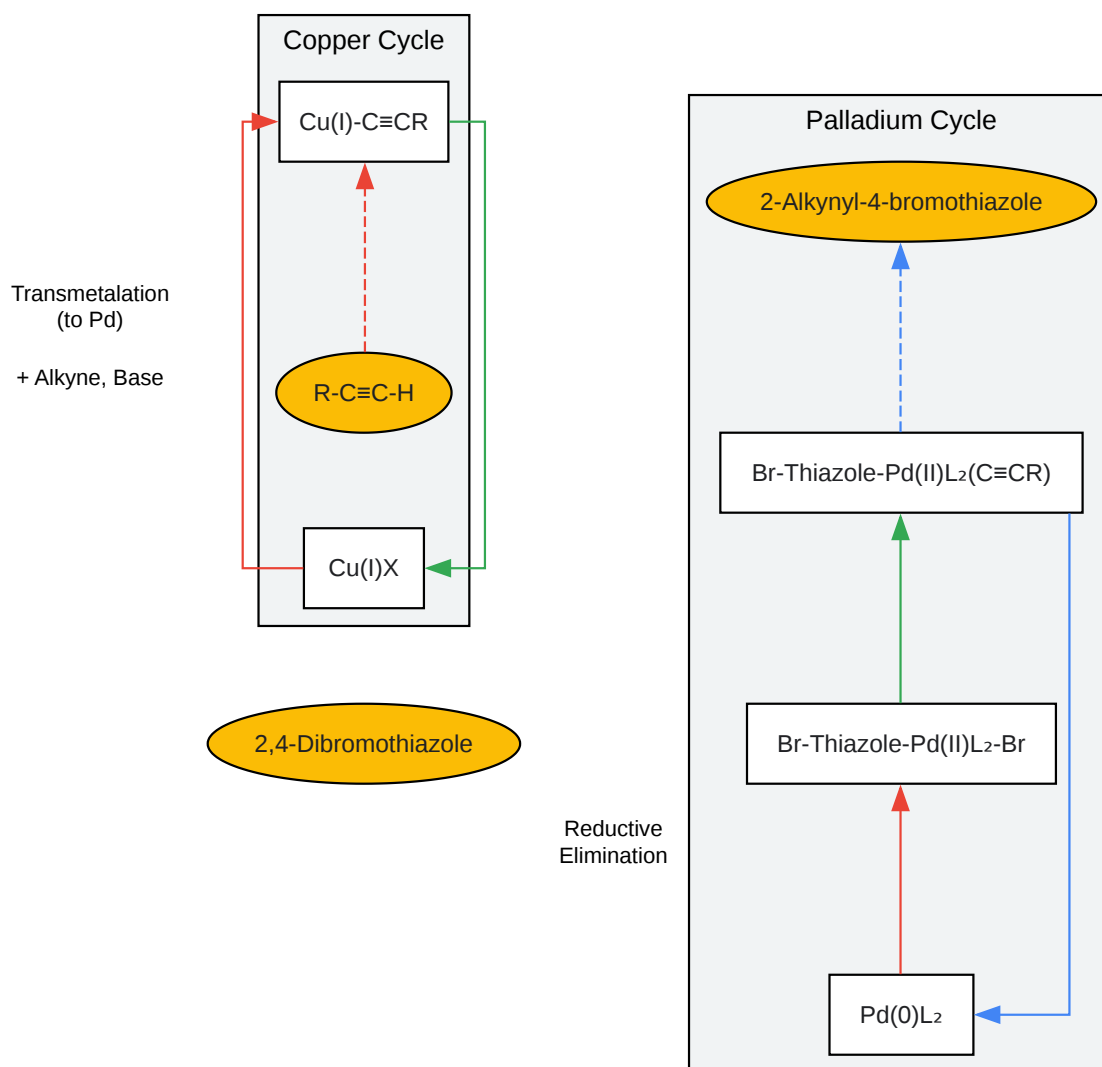 Copper Cycle
Cu(I)-C≡CR
Transmetalation
(to Pd)
+ Alkyne, Base
R-C≡C-H
Cu(I)X
2,4-Dibromothiazole
Palladium Cycle
2-Alkynyl-4-bromothiazole
Br-Thiazole-Pd(II)L₂(C≡CR)
Br-Thiazole-Pd(II)L₂-Br
Reductive
Elimination
Pd(0)L₂